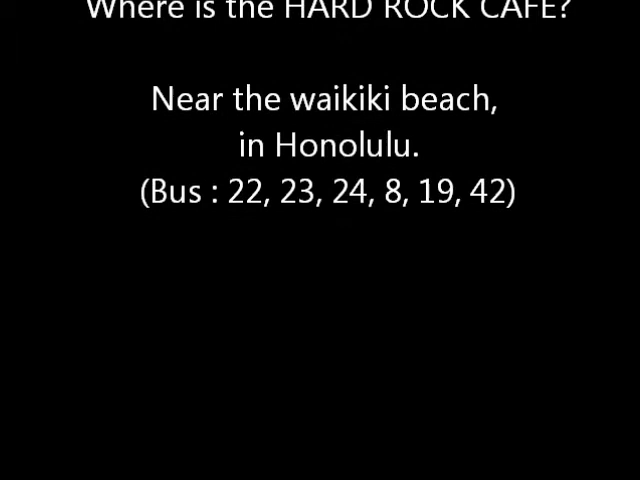 Where is the HARD ROCK CAFE?
Near the waikiki beach,
in Honolulu.
(Bus : 22, 23, 24, 8, 19, 42)